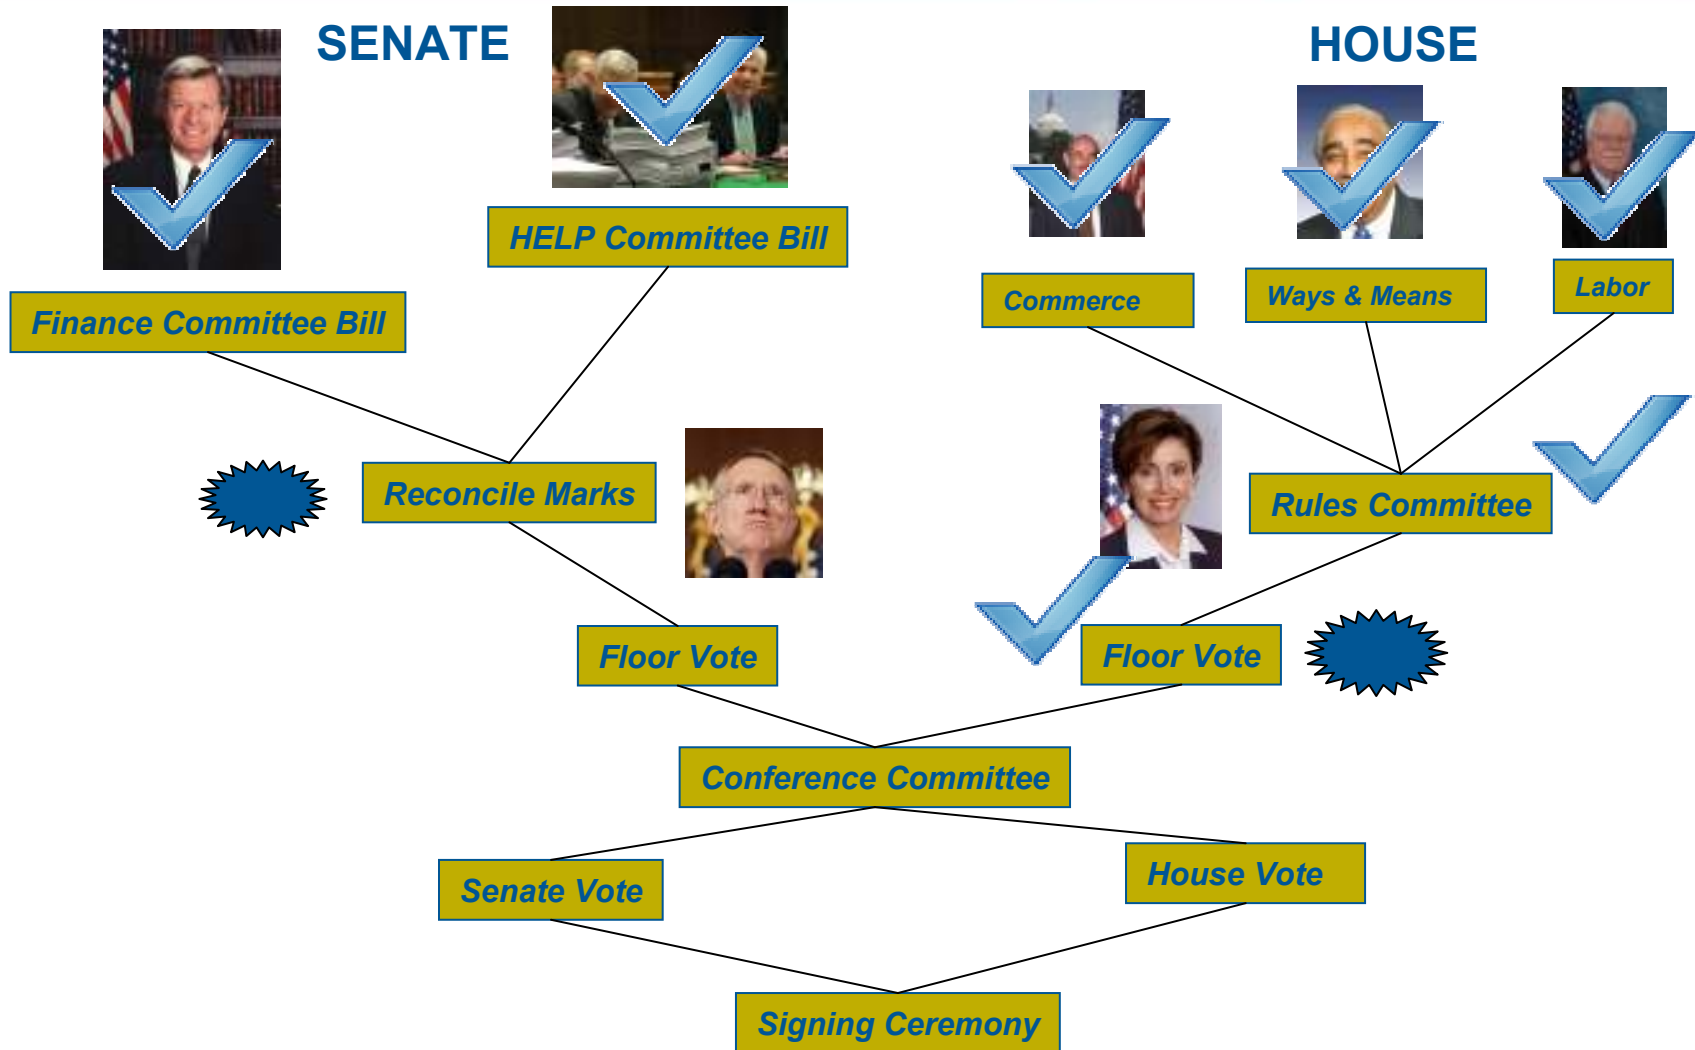 SENATE
HOUSE
HELP Committee Bill
Finance Committee Bill
Commerce
Ways & Means
Labor
Reconcile Marks
Rules Committee
Floor Vote
Floor Vote
Conference Committee
Senate Vote
House Vote
Signing Ceremony